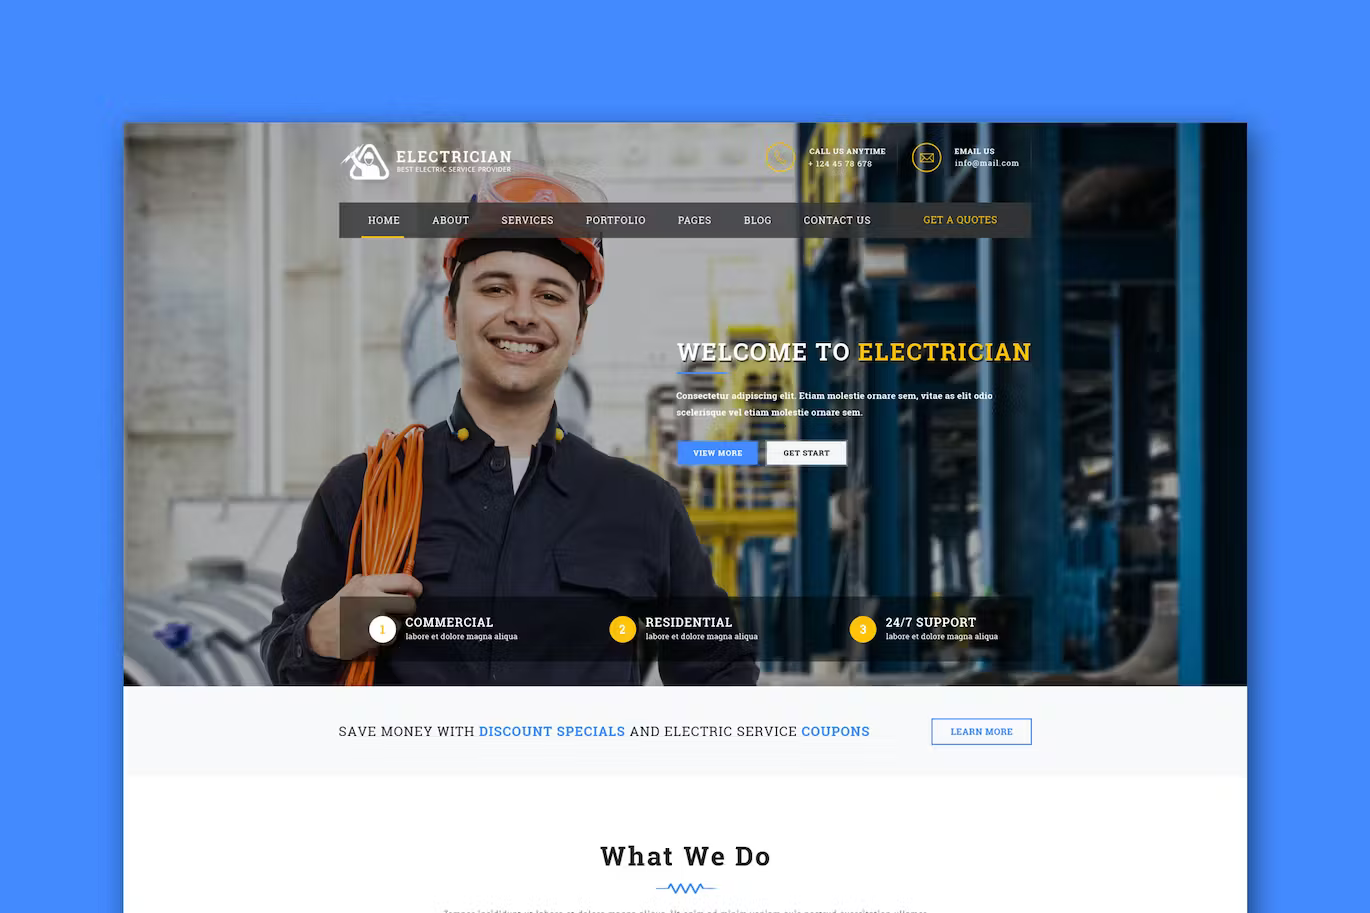 ELECTRICIAN
BEST ELECTRIC SERVICE PROVIDER
CALL US ANYTIME
+ 124 45 78 678
EMAIL US
info@mail.com
HOME ABOUT SERVICES PORTFOLIO PAGES BLOG CONTACT US GET A QUOTES
WELCOME TO ELECTRICIAN
Consectetur adipiscing elit. Etiam molestie ornare sem, vitae as elit odio
scelerisque vel etiam molestie ornare sem.
VIEW MORE GET START
1 COMMERCIAL
labore et dolore magna aliqua
2 RESIDENTIAL
labore et dolore magna aliqua
3 24/7 SUPPORT
labore et dolore magna aliqua
SAVE MONEY WITH DISCOUNT SPECIALS AND ELECTRIC SERVICE COUPONS
LEARN MORE
What We Do